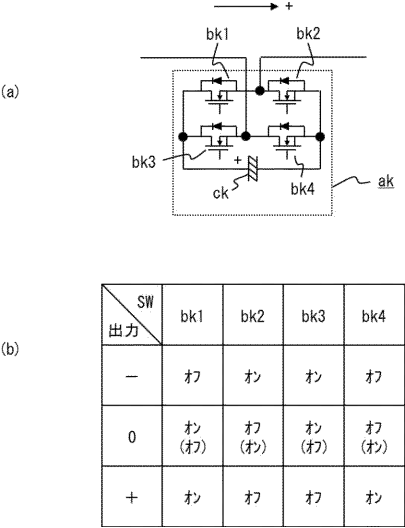 +
bk1
bk2
(a)
bk3
+
ck
bk4
ak
(b)
SW
出力
bk1 bk2 bk3 bk4
－ オフ オン オン オフ
0 オン (オフ) オフ (オン) オン (オフ) オフ (オン)
+ オン オフ オフ オン